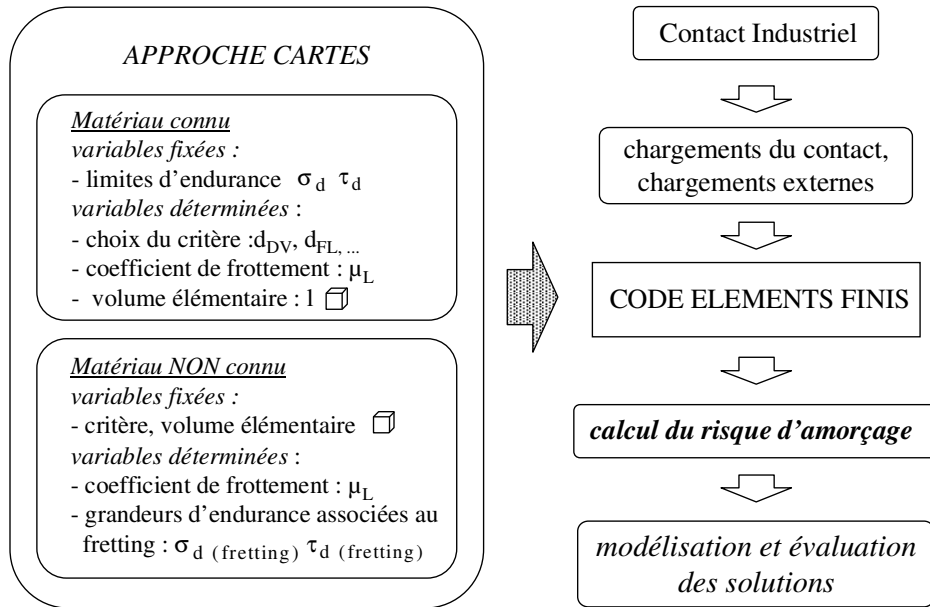 APPROCHE CARTES
Matériau connu
variables fixées :
- limites d'endurance σd τd
variables déterminées :
- choix du critère :dDV, dFL, ...
- coefficient de frottement : μL
- volume élémentaire : l
Matériau NON connu
variables fixées :
- critère, volume élémentaire
variables déterminées :
- coefficient de frottement : μL
- grandeurs d'endurance associées au
fretting : σd (fretting) τd (fretting)
Contact Industriel
chargements du contact,
chargements externes
CODE ELEMENTS FINIS
calcul du risque d'amorçage
modélisation et évaluation
des solutions